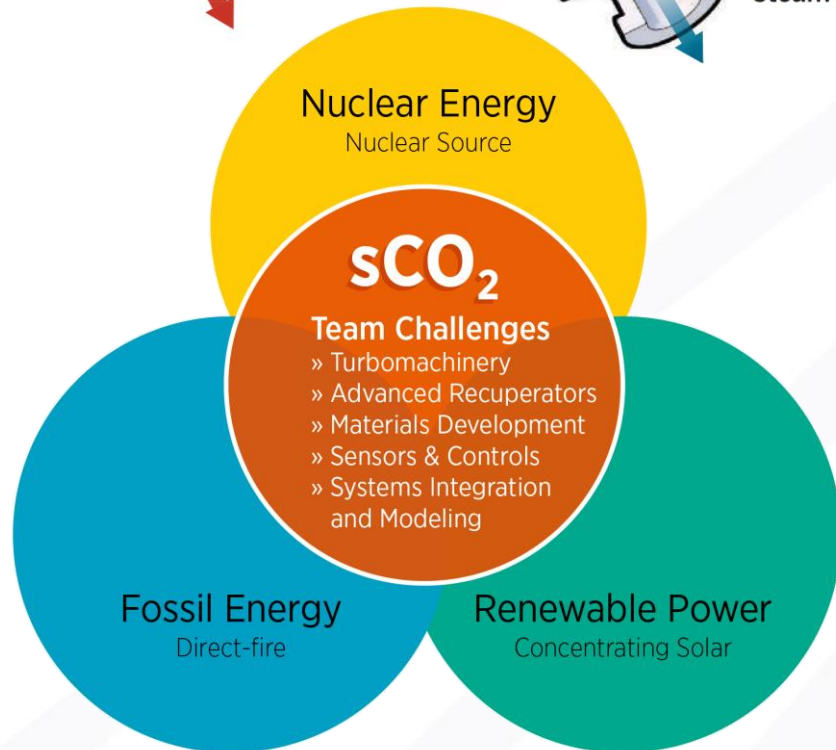 Steam
Nuclear Energy
Nuclear Source
sCO₂
Team Challenges
» Turbomachinery
» Advanced Recuperators
» Materials Development
» Sensors & Controls
» Systems Integration
and Modeling
Fossil Energy
Direct-fire
Renewable Power
Concentrating Solar